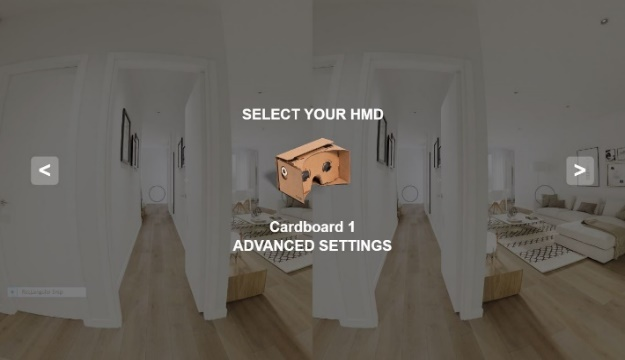 SELECT YOUR HMD
<
>
Cardboard 1
ADVANCED SETTINGS